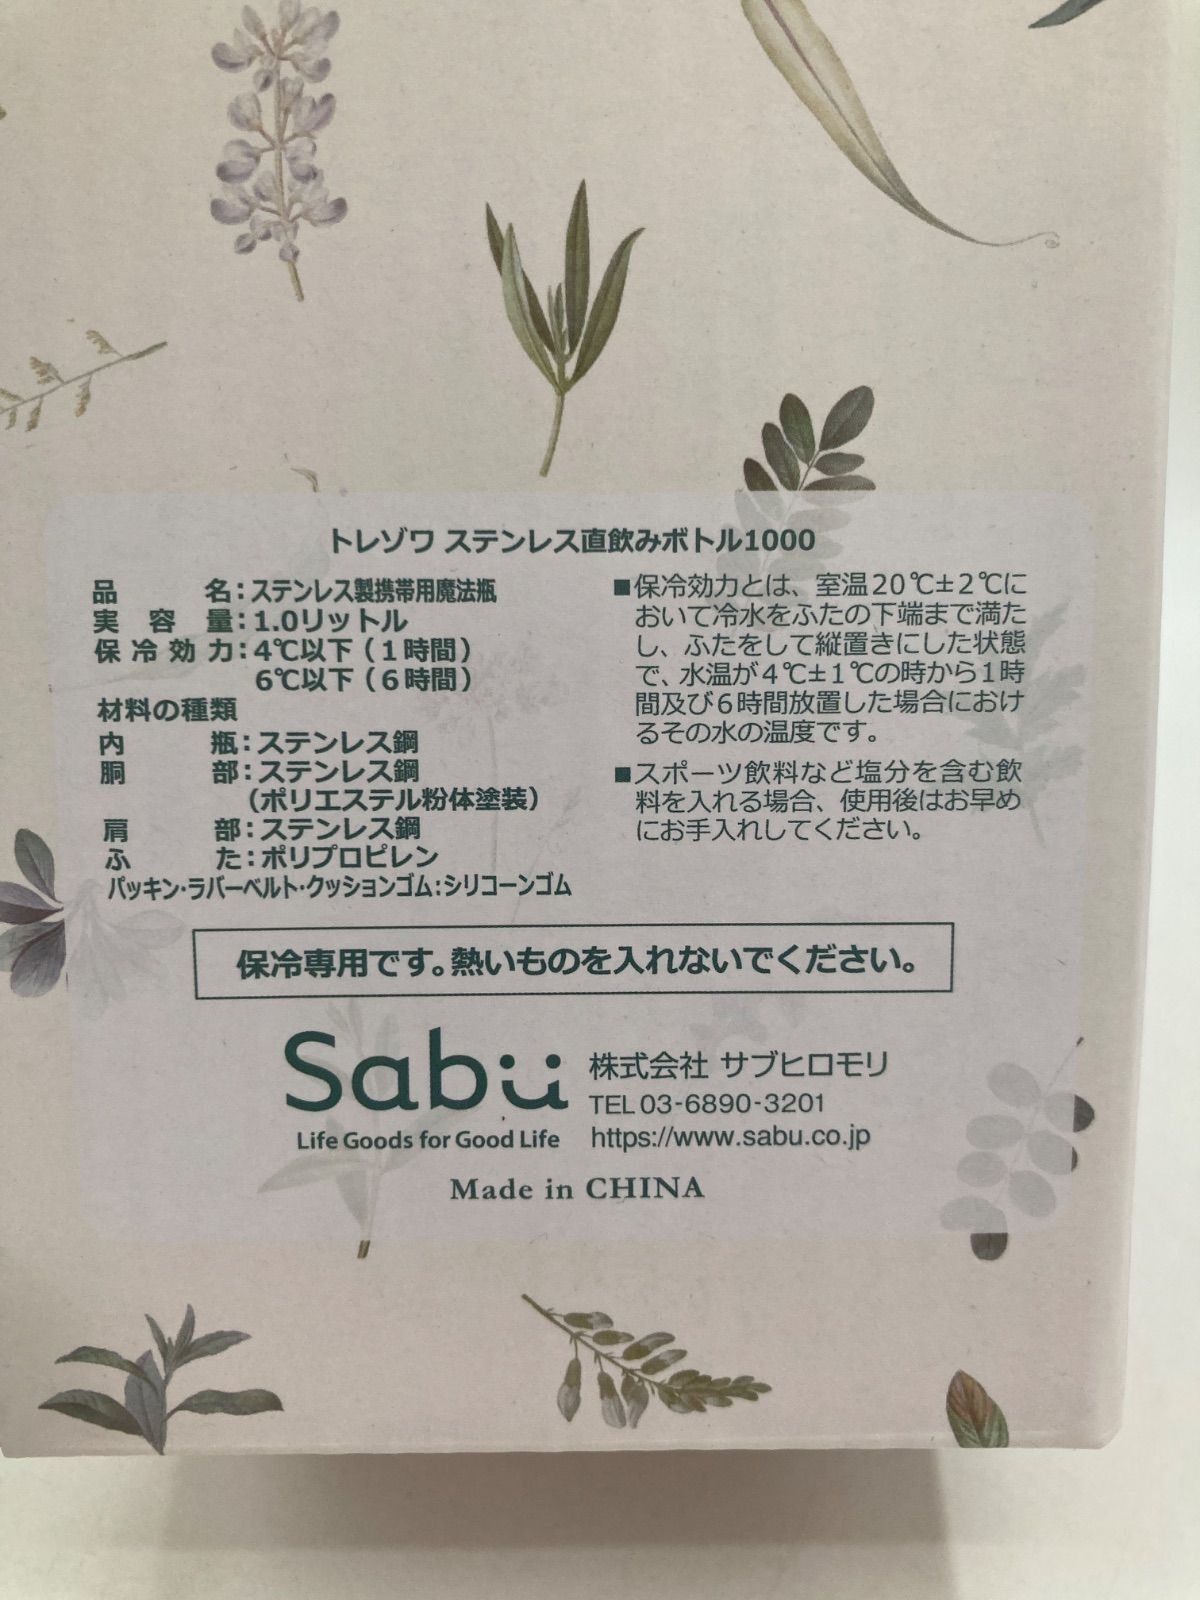 トレゾワ ステンレス直飲みボトル1000
品名：ステンレス製携帯用魔法瓶
実容量：1.0リットル
保冷効力：4℃以下（1時間）
6℃以下（6時間）
材料の種類
内瓶：ステンレス鋼
胴部：ステンレス鋼
（ポリエステル粉体塗装）
肩部：ステンレス鋼
ふた：ポリプロピレン
パッキン・ラバーベルト・クッションゴム：シリコーンゴム
■保冷効力とは、室温20℃±2℃に
おいて冷水をふたの下端まで満た
し、ふたをして縦置きにした状態
で、水温が4℃±1℃の時から1時
間及び6時間放置した場合におけ
るその水の温度です。
■スポーツ飲料など塩分を含む飲
料を入れる場合、使用後はお早め
にお手入れしてください。
保冷専用です。熱いものを入れないでください。
Sabu
Life Goods for Good Life
株式会社 サブヒロモリ
TEL 03-6890-3201
https://www.sabu.co.jp
Made in CHINA